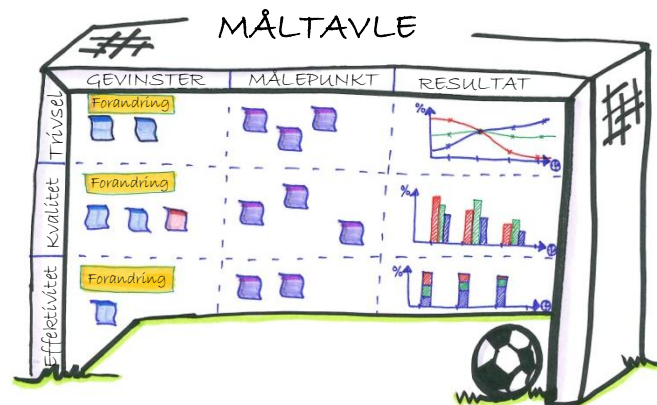 MÅLTAVLE
GEVINSTER MÅLEPUNKT RESULTAT
Trivsel
Forandring
%
Kvalitet
Forandring
%
Effektivitet
Forandring
%